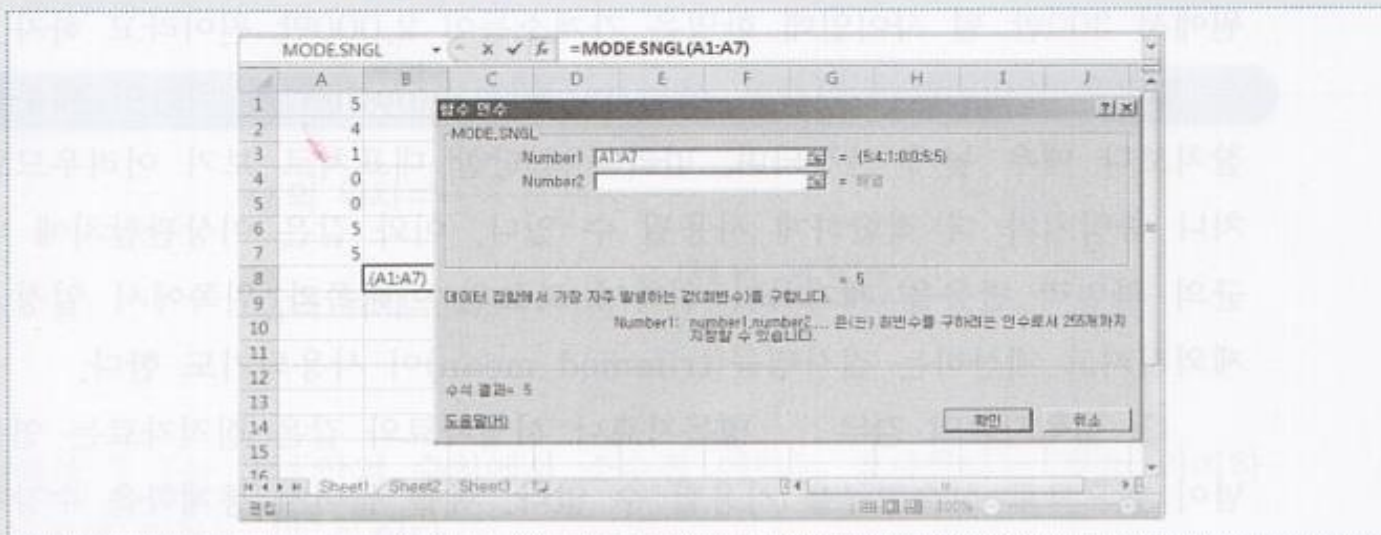 MODE.SNGL =MODE.SNGL(A1:A7)
A B C D E F G H I J
1 5
2 4
3 1
4 0
5 0
6 5
7 5
8 .(A1:A7)
9
10
11
12
13
14
15
16
함수 인수
MODE.SNGL
Number1 A1:A7 = {5;4;1;0;0;5;5}
Number2 =
= 5
데이터 집합에서 가장 자주 발생하는 값(최빈수)을 구합니다.
Number1: number1,number2,... 은(는) 최빈수를 구하려는 인수로서 255개까지
지정할 수 있습니다.
수식 결과= 5
도움말(H) 확인 취소
Sheet1 Sheet2 Sheet3
편집 100%